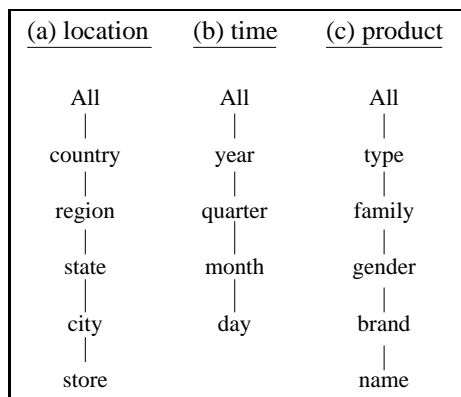 (a) location (b) time (c) product
All All All
country year type
region quarter family
state month gender
city day brand
store name